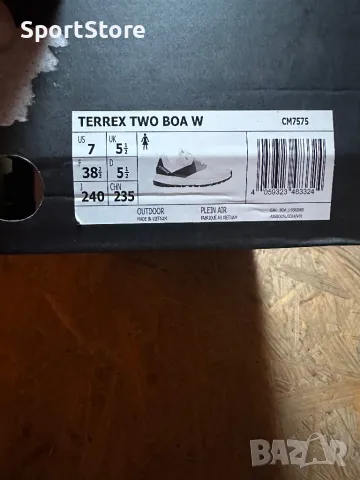 SportStore
TERREX TWO BOA W
CM7575
US UK
7 5½
F D
38⅔ 5½
J CHN
240 235
OUTDOOR
MADE IN VIETNAM
PLEIN AIR
FABRIQUÉ AU VIETNAM
4 059323 483324
BAZAR